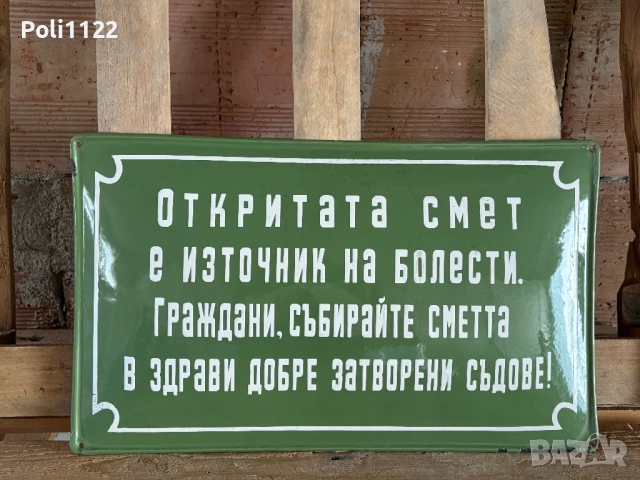 Poli1122
ОТКРИТАТА СМЕТ
Е ИЗТОЧНИК НА БОЛЕСТИ.
ГРАЖДАНИ, СЪБИРАЙТЕ СМЕТТА
В ЗДРАВИ ДОБРЕ ЗАТВОРЕНИ СЪДОВЕ!
BAZAR